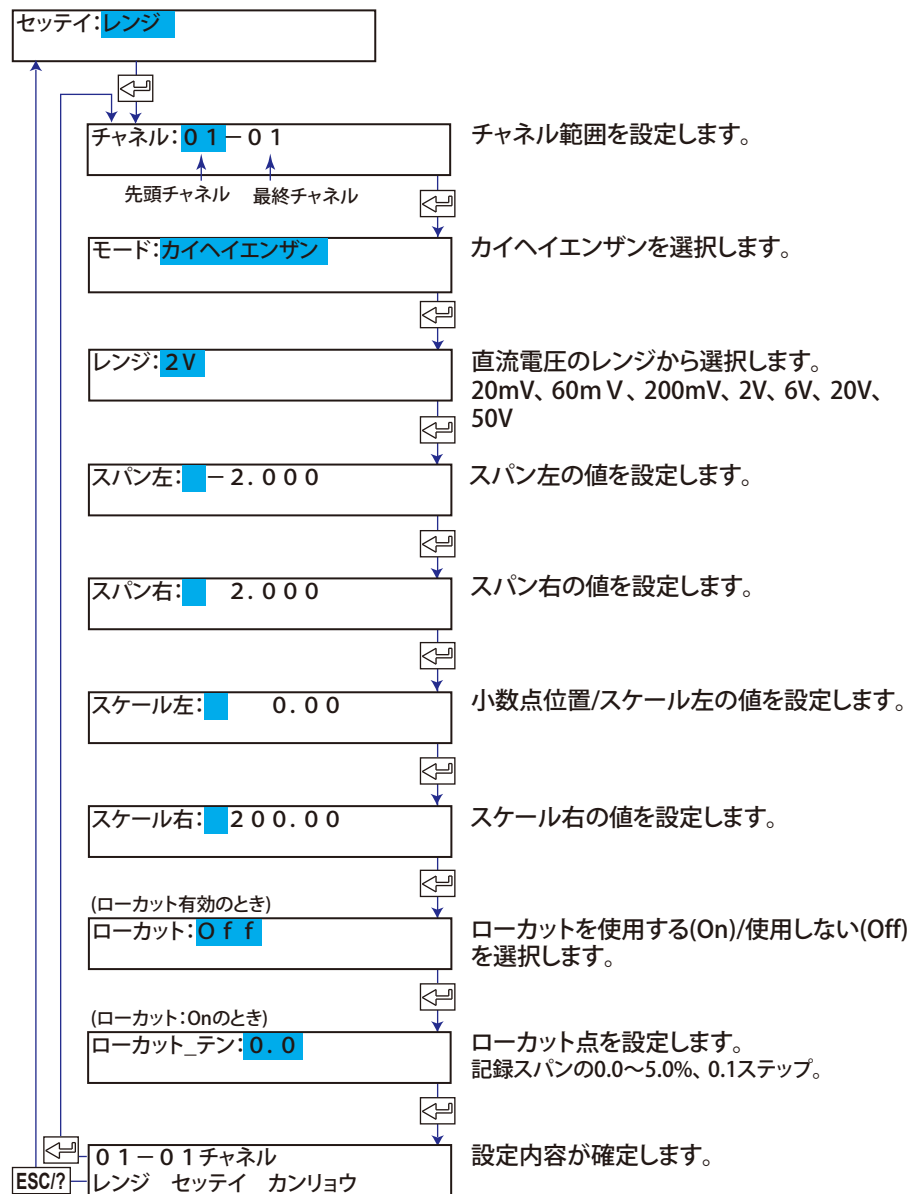 セッテイ：レンジ
チャネル：０１－０１
チャネル範囲を設定します。
先頭チャネル 最終チャネル
モード：カイヘイエンザン
カイヘイエンザンを選択します。
レンジ：２Ｖ
直流電圧のレンジから選択します。
20mV、60mＶ、200mV、2V、6V、20V、
50V
スパン左： －２.０００
スパン左の値を設定します。
スパン右： ２.０００
スパン右の値を設定します。
スケール左： ０.００
小数点位置/スケール左の値を設定します。
スケール右： ２００.００
スケール右の値を設定します。
(ローカット有効のとき)
ローカット：Ｏｆｆ
ローカットを使用する(On)/使用しない(Off)
を選択します。
(ローカット：Onのとき)
ローカット_テン：０.０
ローカット点を設定します。
記録スパンの0.0～5.0%、0.1ステップ。
０１－０１チャネル
設定内容が確定します。
ESC/?
レンジ　セッテイ　カンリョウ